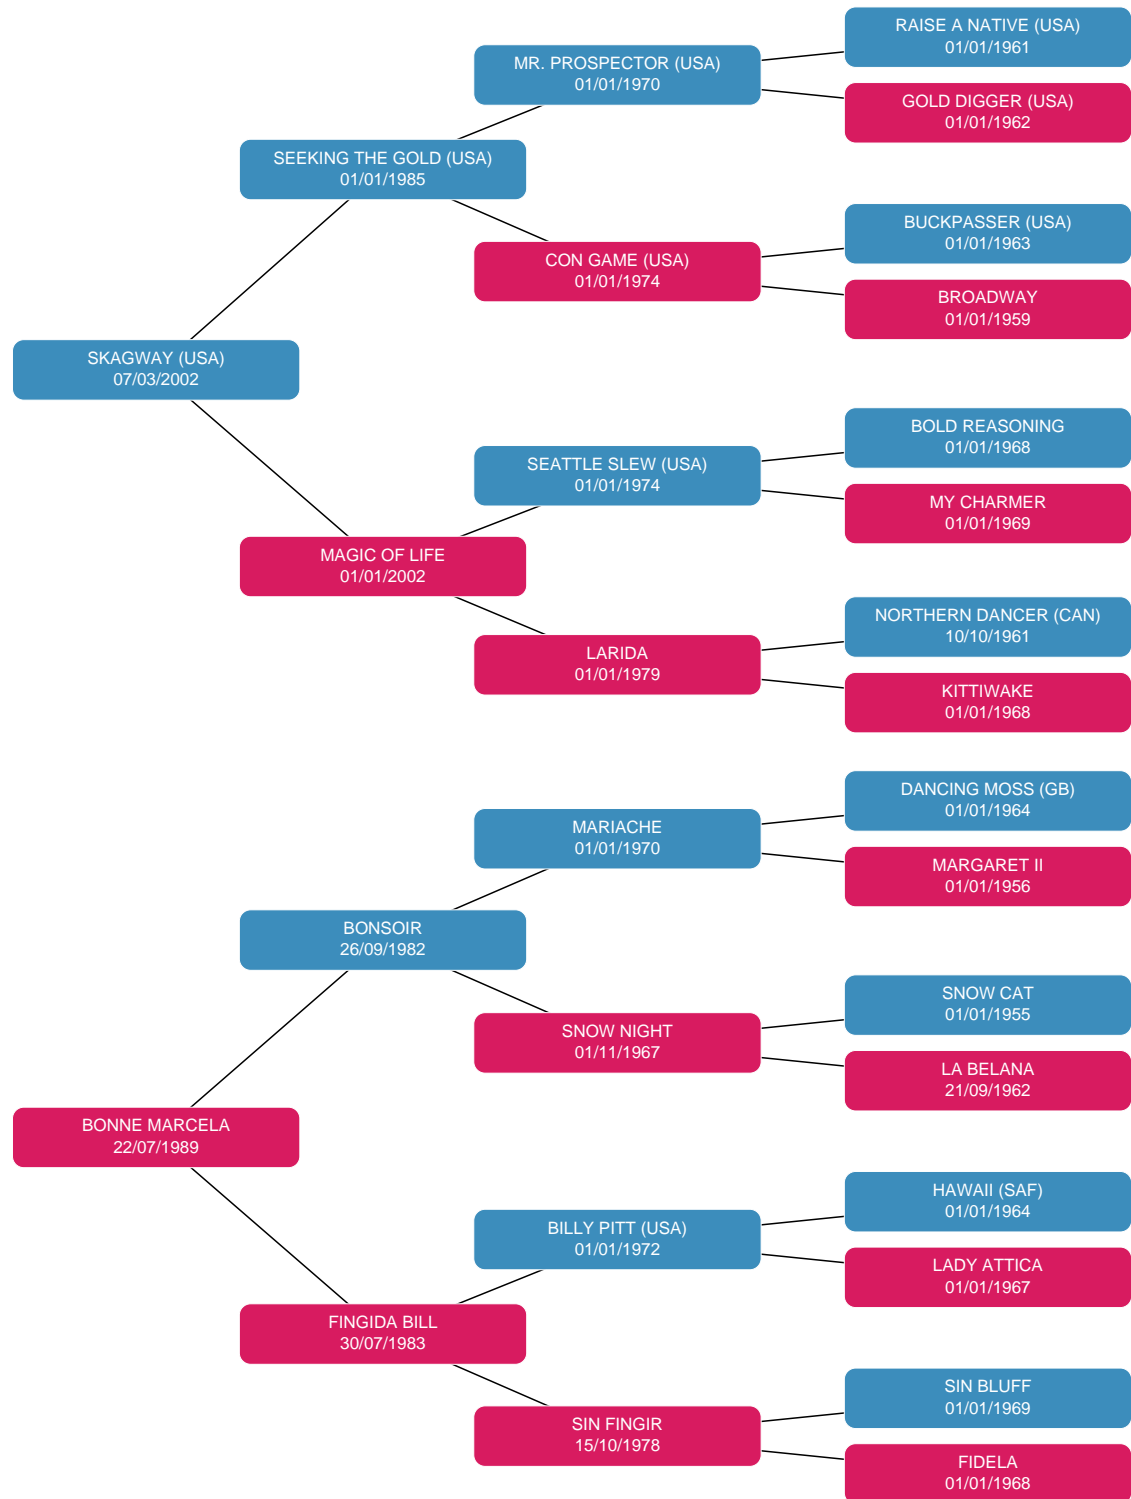 RAISE A NATIVE (USA)
01/01/1961
MR. PROSPECTOR (USA)
01/01/1970
GOLD DIGGER (USA)
01/01/1962
SEEKING THE GOLD (USA)
01/01/1985
BUCKPASSER (USA)
01/01/1963
CON GAME (USA)
01/01/1974
BROADWAY
01/01/1959
SKAGWAY (USA)
07/03/2002
BOLD REASONING
01/01/1968
SEATTLE SLEW (USA)
01/01/1974
MY CHARMER
01/01/1969
MAGIC OF LIFE
01/01/2002
NORTHERN DANCER (CAN)
10/10/1961
LARIDA
01/01/1979
KITTIWAKE
01/01/1968
DANCING MOSS (GB)
01/01/1964
MARIACHE
01/01/1970
MARGARET II
01/01/1956
BONSOIR
26/09/1982
SNOW CAT
01/01/1955
SNOW NIGHT
01/11/1967
LA BELANA
21/09/1962
BONNE MARCELA
22/07/1989
HAWAII (SAF)
01/01/1964
BILLY PITT (USA)
01/01/1972
LADY ATTICA
01/01/1967
FINGIDA BILL
30/07/1983
SIN BLUFF
01/01/1969
SIN FINGIR
15/10/1978
FIDELA
01/01/1968